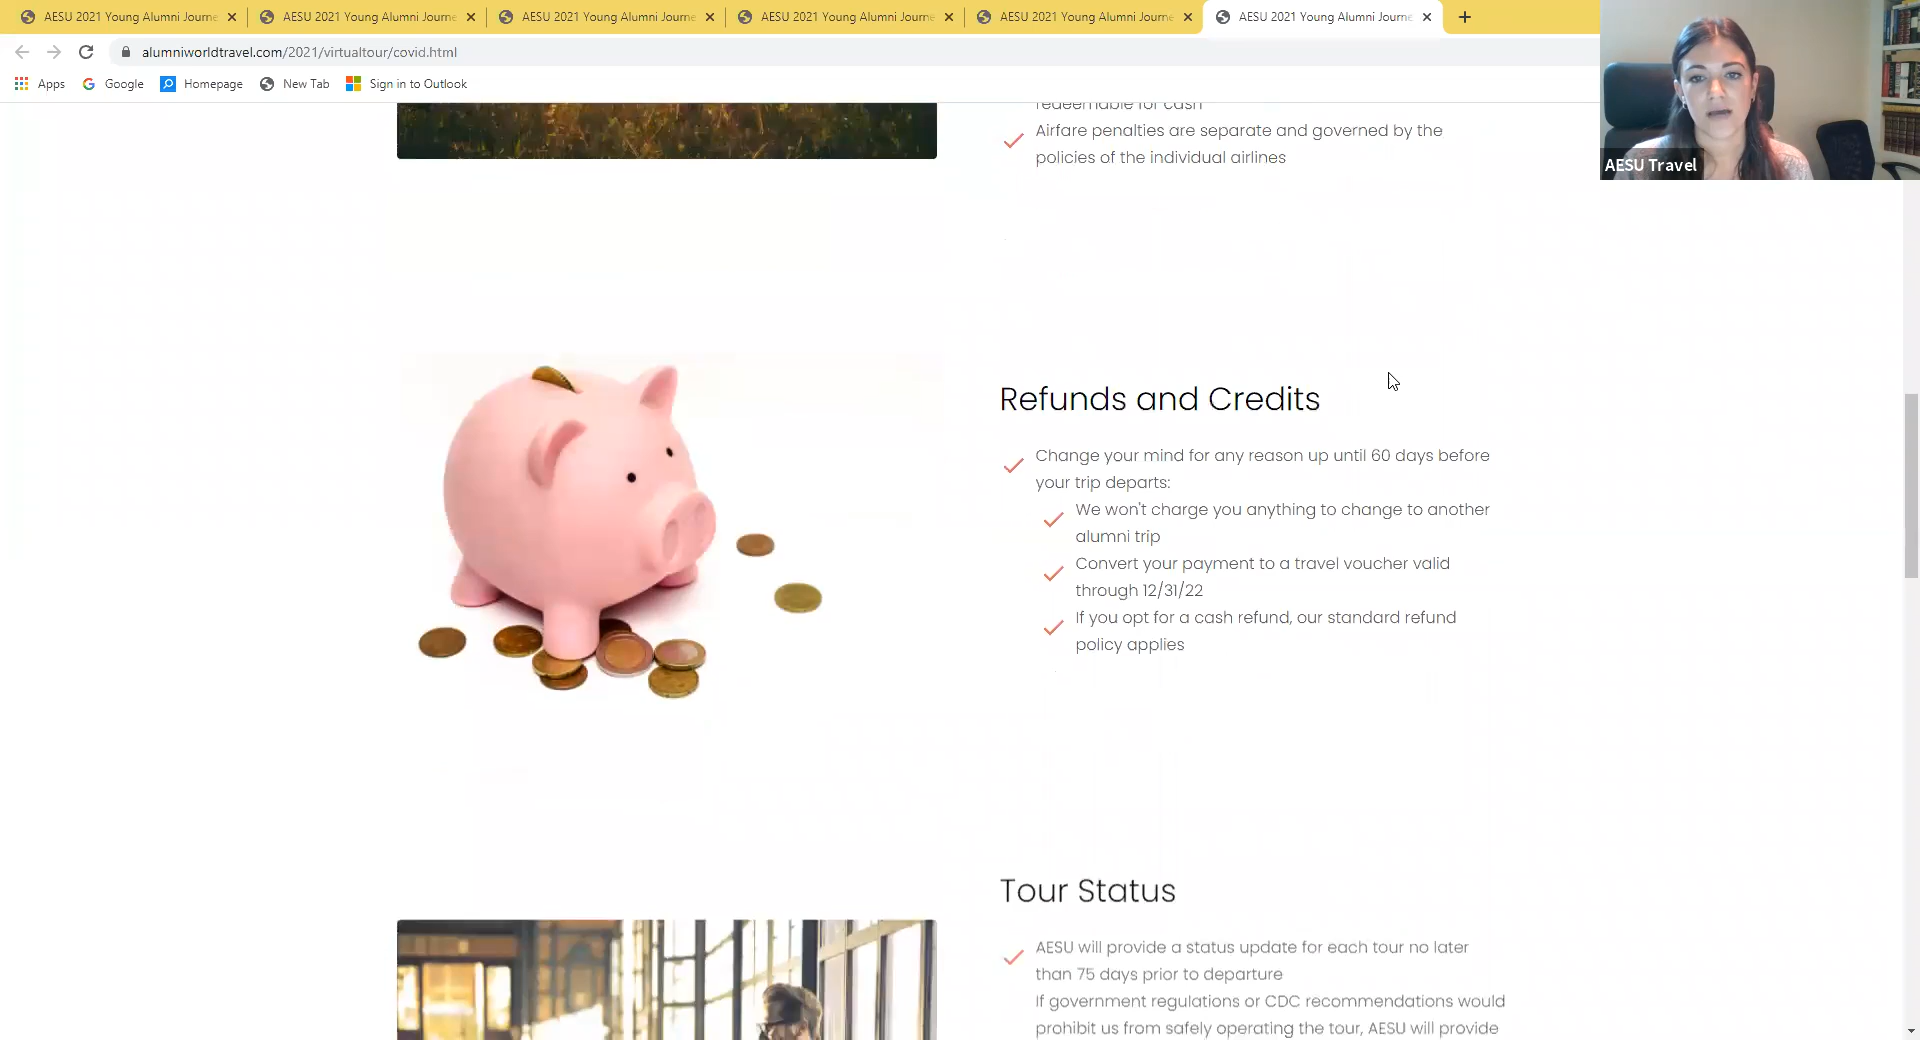 AESU 2021 Young Alumni Journe
AESU 2021 Young Alumni Journe
AESU 2021 Young Alumni Journe
AESU 2021 Young Alumni Journe
AESU 2021 Young Alumni Journe
AESU 2021 Young Alumni Journe
alumniworldtravel.com/2021/virtualtour/covid.html
Apps
Google
Homepage
New Tab
Sign in to Outlook
AESU Travel
redeemable for cash
Airfare penalties are separate and governed by the
policies of the individual airlines
Refunds and Credits
Change your mind for any reason up until 60 days before
your trip departs:
We won't charge you anything to change to another
alumni trip
Convert your payment to a travel voucher valid
through 12/31/22
If you opt for a cash refund, our standard refund
policy applies
Tour Status
AESU will provide a status update for each tour no later
than 75 days prior to departure
If government regulations or CDC recommendations would
prohibit us from safely operating the tour, AESU will provide